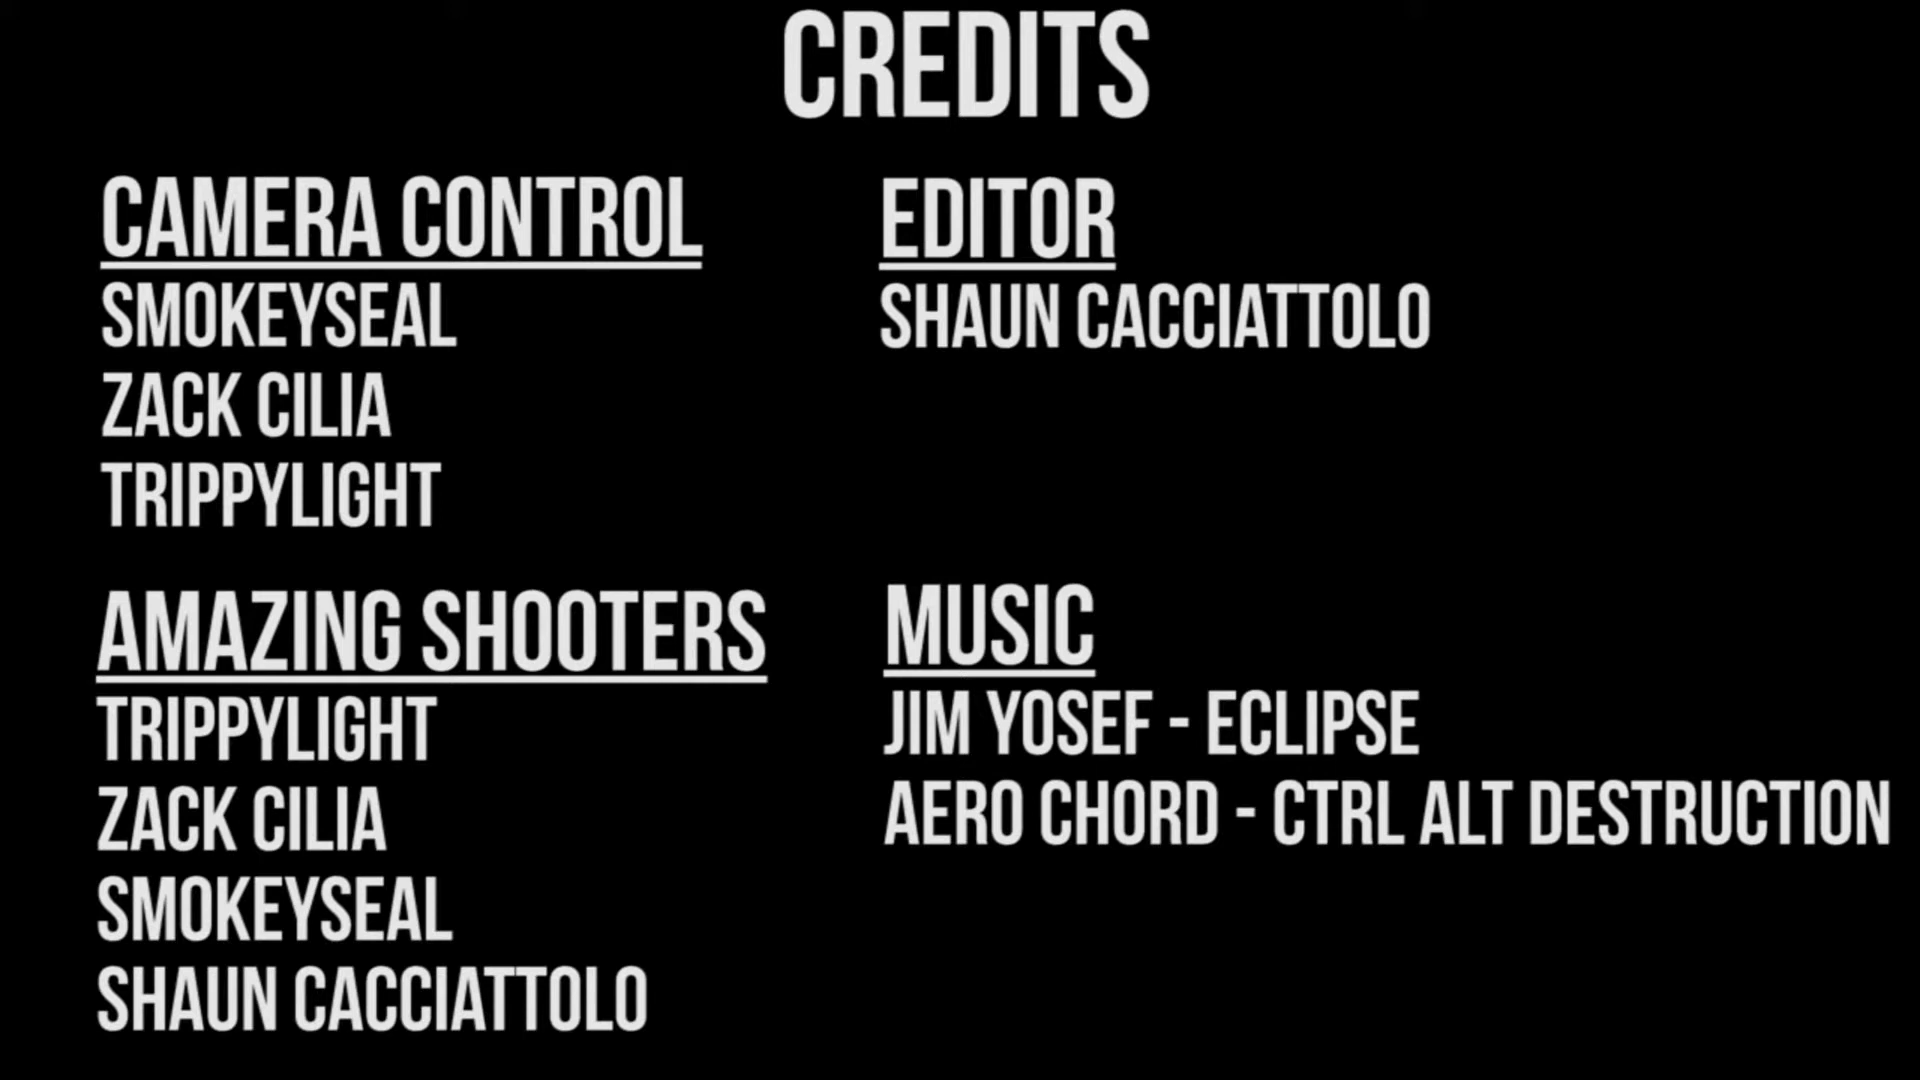 CREDITS
CAMERA CONTROL
SMOKEYSEAL
ZACK CILIA
TRIPPYLIGHT
EDITOR
SHAUN CACCIATTOLO
AMAZING SHOOTERS
TRIPPYLIGHT
ZACK CILIA
SMOKEYSEAL
SHAUN CACCIATTOLO
MUSIC
JIM YOSEF - ECLIPSE
AERO CHORD - CTRL ALT DESTRUCTION